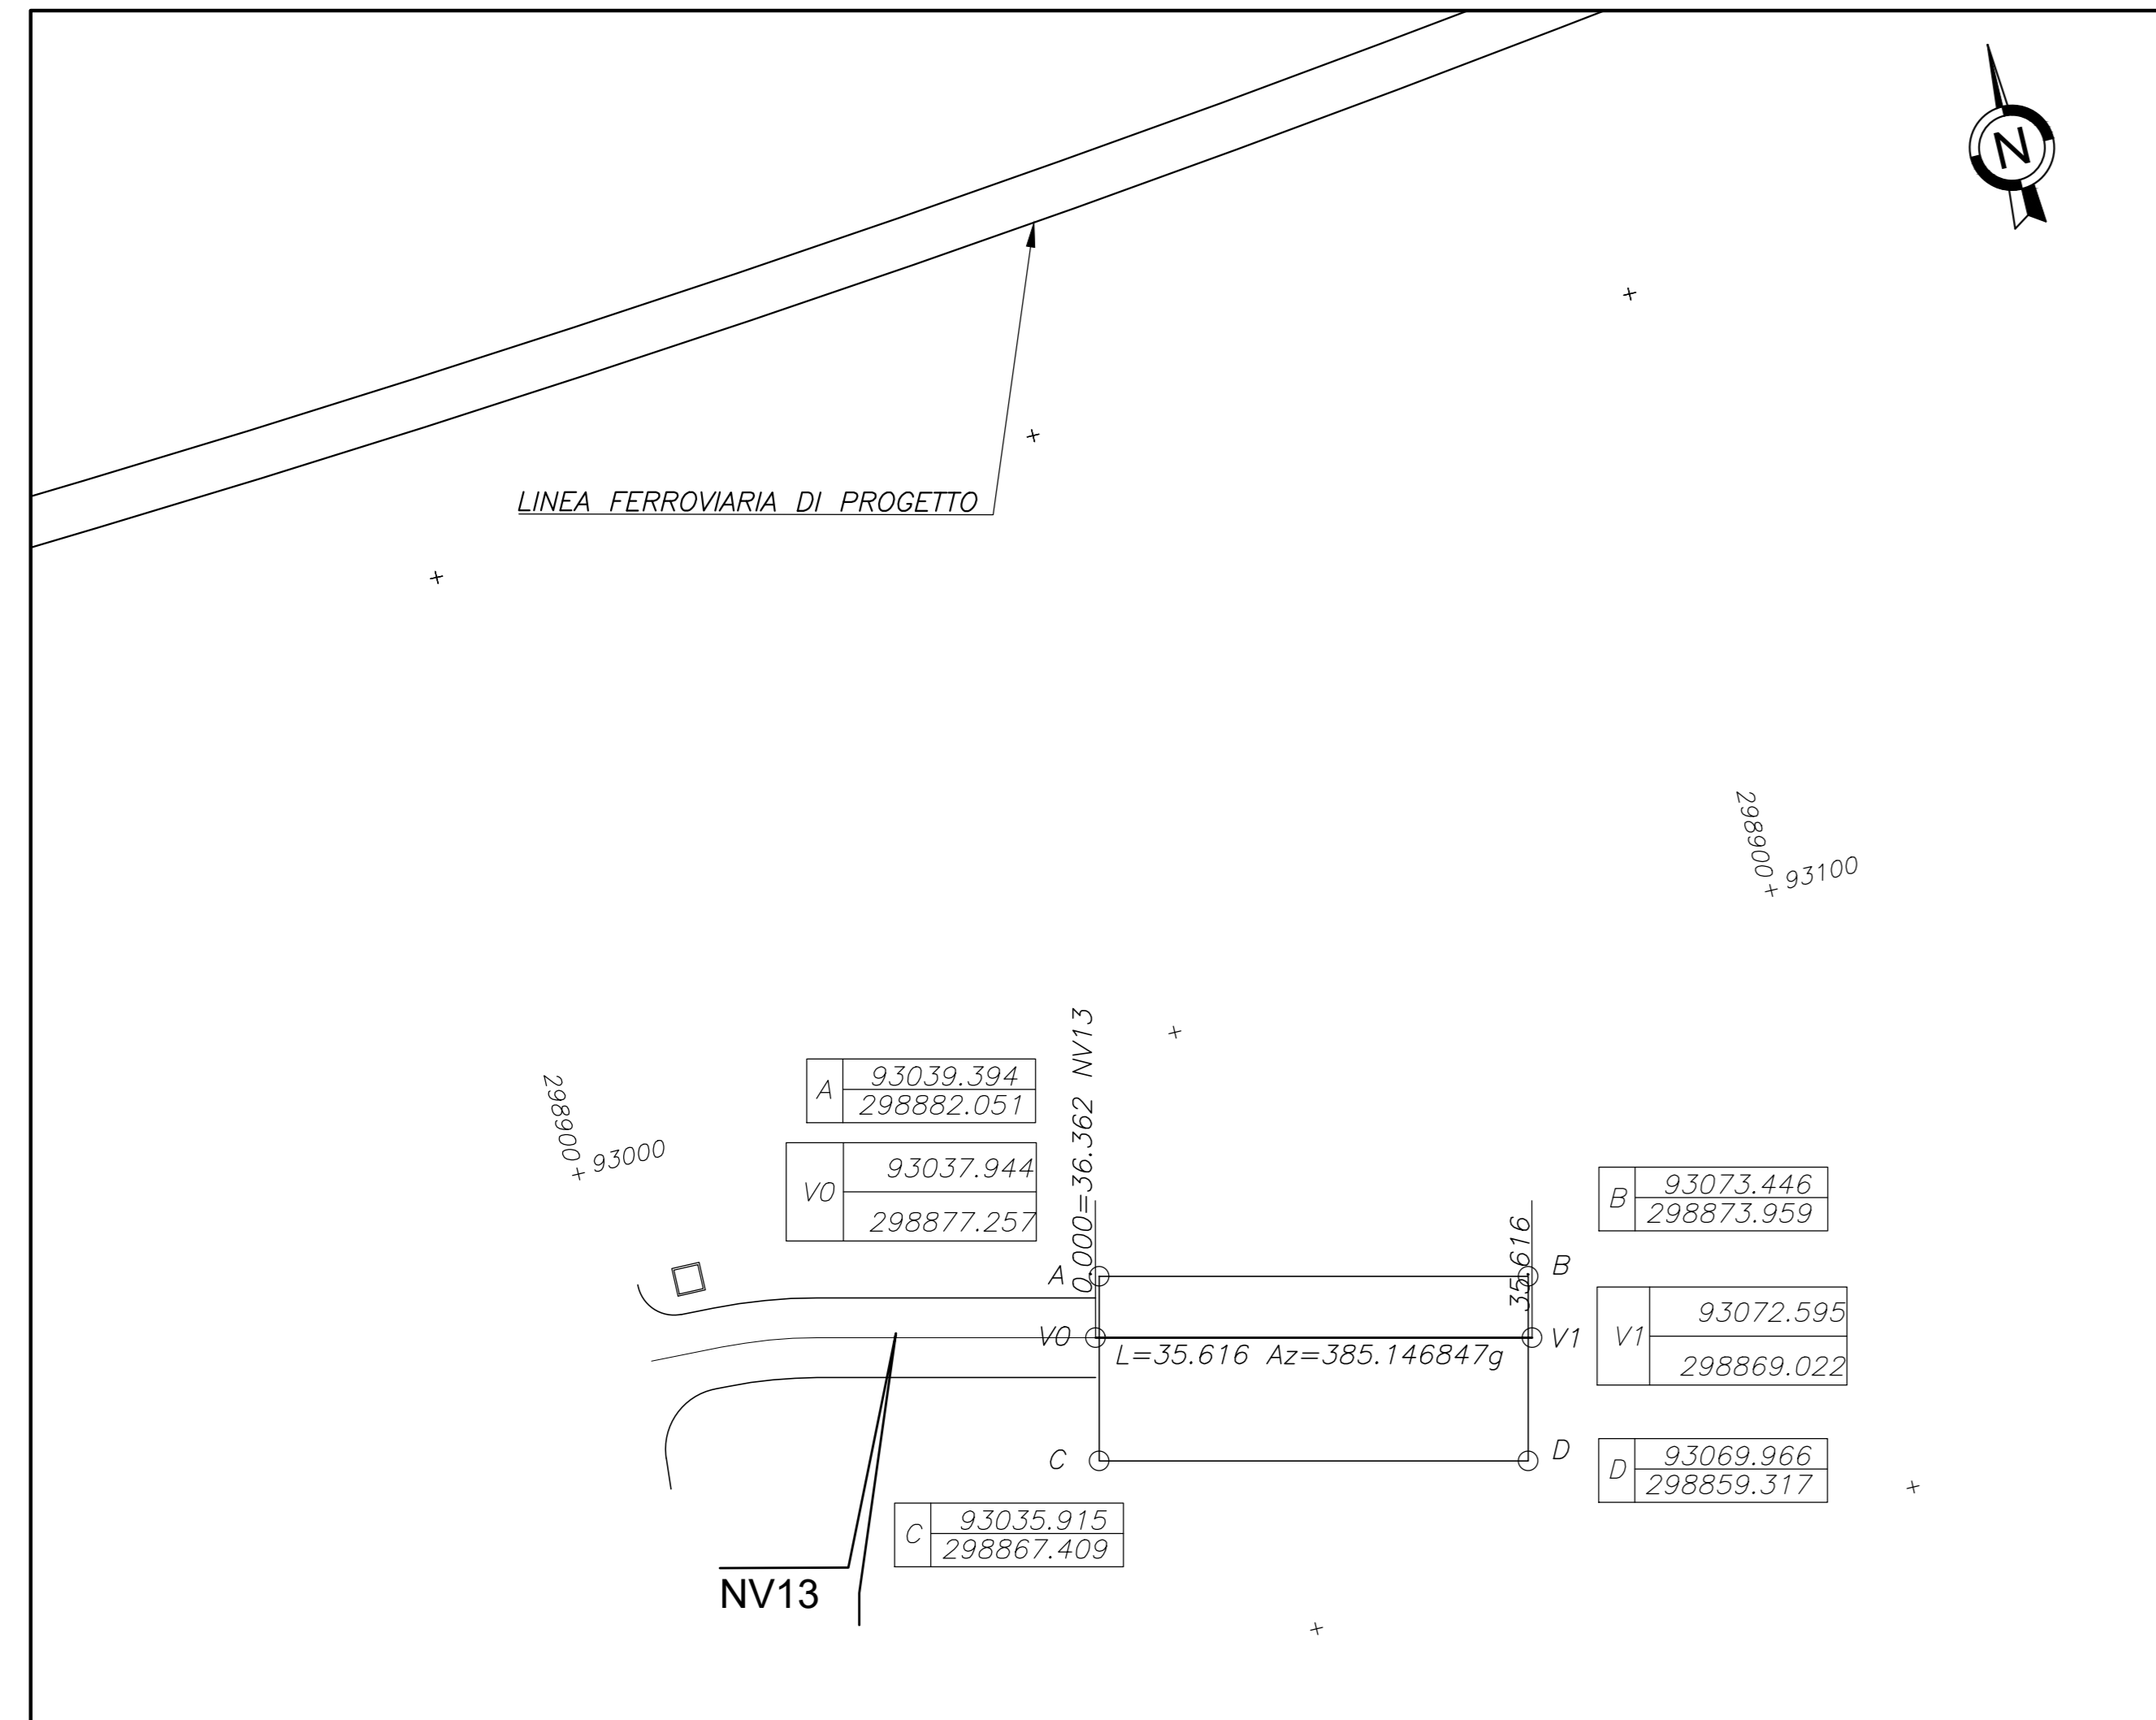 N
LINEA FERROVIARIA DI PROGETTO
298900
93100
298900
93000
0.000=36.362 NV13
A
93039.394
298882.051
V0
93037.944
298877.257
B
93073.446
298873.959
35.616
A
B
V1
93072.595
298869.022
V0
V1
L=35.616 Az=385.146847g
C
D
D
93069.966
298859.317
C
93035.915
298867.409
NV13